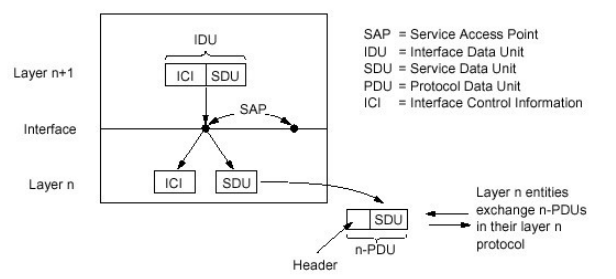 IDU
SAP = Service Access Point
IDU = Interface Data Unit
SDU = Service Data Unit
PDU = Protocol Data Unit
ICI = Interface Control Information
Layer n+1
ICI SDU
SAP
Interface
Layer n
ICI SDU
SDU
Layer n entities
exchange n-PDUs
in their layer n
protocol
n-PDU
Header